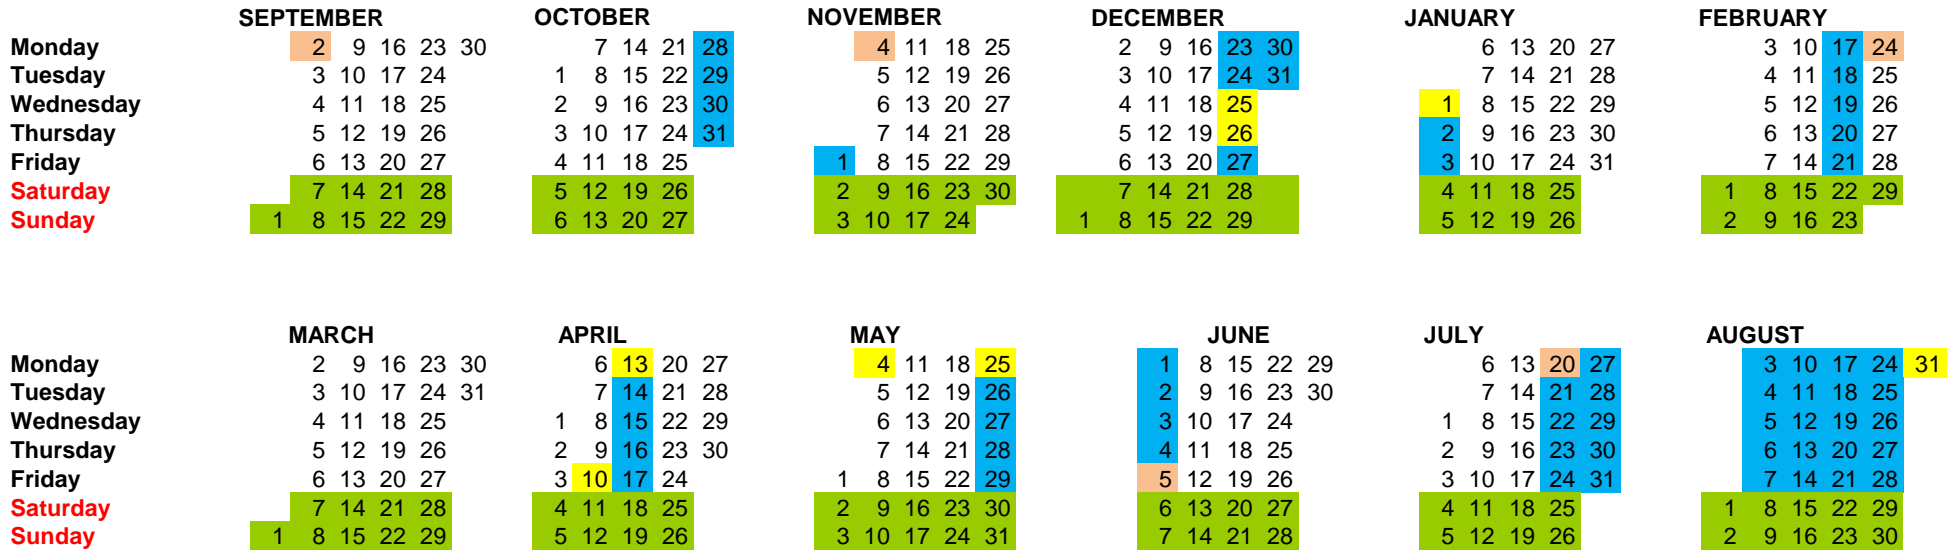 SEPTEMBER OCTOBER NOVEMBER DECEMBER JANUARY FEBRUARY
Monday 2 9 16 23 30 7 14 21 28 4 11 18 25 2 9 16 23 30 6 13 20 27 3 10 17 24
Tuesday 3 10 17 24 1 8 15 22 29 5 12 19 26 3 10 17 24 31 7 14 21 28 4 11 18 25
Wednesday 4 11 18 25 2 9 16 23 30 6 13 20 27 4 11 18 25 1 8 15 22 29 5 12 19 26
Thursday 5 12 19 26 3 10 17 24 31 7 14 21 28 5 12 19 26 2 9 16 23 30 6 13 20 27
Friday 6 13 20 27 4 11 18 25 1 8 15 22 29 6 13 20 27 3 10 17 24 31 7 14 21 28
Saturday 7 14 21 28 5 12 19 26 2 9 16 23 30 7 14 21 28 4 11 18 25 1 8 15 22 29
Sunday 1 8 15 22 29 6 13 20 27 3 10 17 24 1 8 15 22 29 5 12 19 26 2 9 16 23
MARCH APRIL MAY JUNE JULY AUGUST
Monday 2 9 16 23 30 6 13 20 27 4 11 18 25 1 8 15 22 29 6 13 20 27 3 10 17 24 31
Tuesday 3 10 17 24 31 7 14 21 28 5 12 19 26 2 9 16 23 30 7 14 21 28 4 11 18 25
Wednesday 4 11 18 25 1 8 15 22 29 6 13 20 27 3 10 17 24 1 8 15 22 29 5 12 19 26
Thursday 5 12 19 26 2 9 16 23 30 7 14 21 28 4 11 18 25 2 9 16 23 30 6 13 20 27
Friday 6 13 20 27 3 10 17 24 1 8 15 22 29 5 12 19 26 3 10 17 24 31 7 14 21 28
Saturday 7 14 21 28 4 11 18 25 2 9 16 23 30 6 13 20 27 4 11 18 25 1 8 15 22 29
Sunday 1 8 15 22 29 5 12 19 26 3 10 17 24 31 7 14 21 28 5 12 19 26 2 9 16 23 30